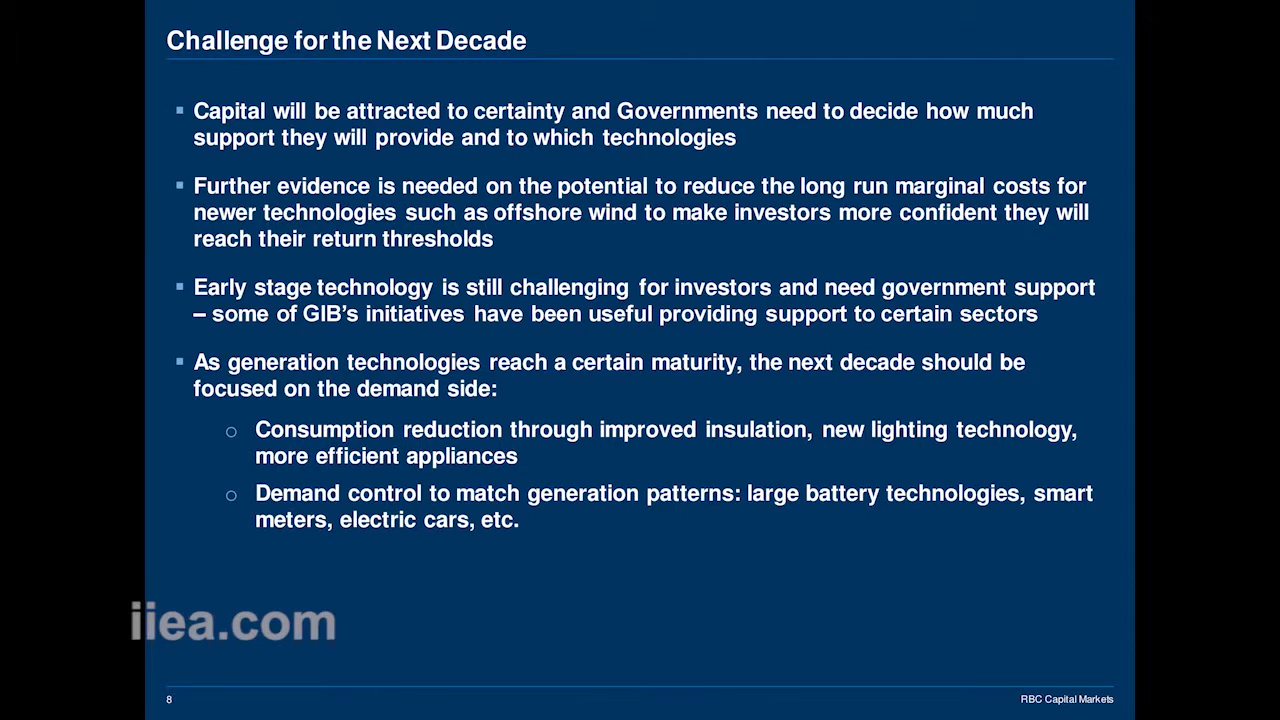 Challenge for the Next Decade
▪ Capital will be attracted to certainty and Governments need to decide how much
support they will provide and to which technologies
▪ Further evidence is needed on the potential to reduce the long run marginal costs for
newer technologies such as offshore wind to make investors more confident they will
reach their return thresholds
▪ Early stage technology is still challenging for investors and need government support
– some of GIB’s initiatives have been useful providing support to certain sectors
▪ As generation technologies reach a certain maturity, the next decade should be
focused on the demand side:
o Consumption reduction through improved insulation, new lighting technology,
more efficient appliances
o Demand control to match generation patterns: large battery technologies, smart
meters, electric cars, etc.
iiea.com
8
RBC Capital Markets